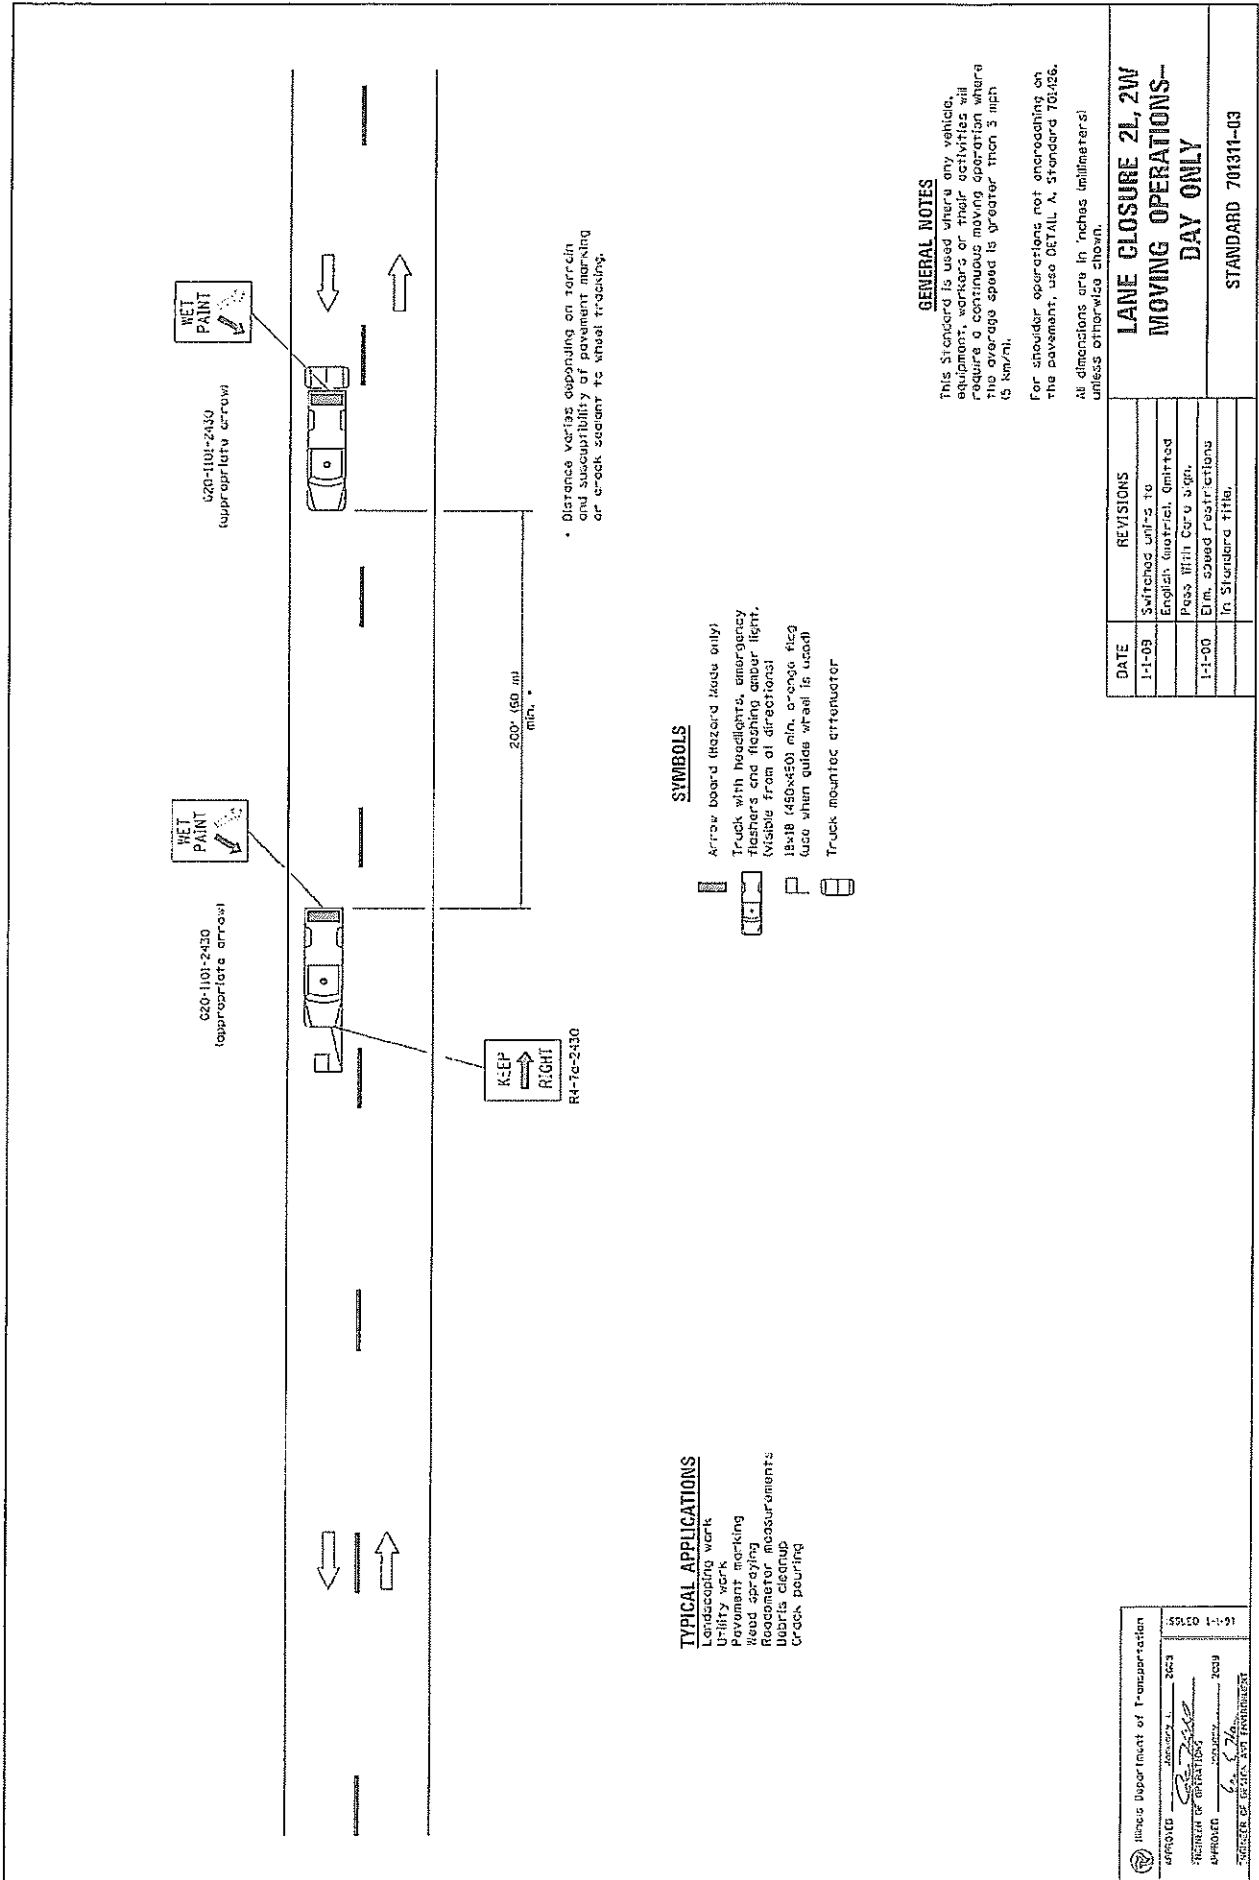 WET
PAINT
G20-I101-2430
(appropriate arrow)
WET
PAINT
G20-I101-2430
(appropriate arrow)
KEEP
RIGHT
R4-7a-2430
200' (60 m)
min. *
* Distance varies depending on terrain
and susceptibility of pavement marking
or crack sealant to wheel tracking.
TYPICAL APPLICATIONS
Landscaping work
Utility work
Pavement marking
Weed spraying
Roadometer measurements
Debris cleanup
Crack pouring
SYMBOLS
Arrow board (Hazard Mode only)
Truck with headlights, emergency
flashers and flashing amber light.
(visible from all directions)
18x18 (450x450) min. orange flag
(use when guide wheel is used)
Truck mounted attenuator
GENERAL NOTES
This Standard is used where any vehicle,
equipment, workers or their activities will
require a continuous moving operation where
the average speed is greater than 3 mph
(5 km/h).
For shoulder operations not encroaching on
the pavement, use DETAIL A, Standard 701426.
All dimensions are in inches (millimeters)
unless otherwise shown.
Illinois Department of Transportation
APPROVED January 1, 2009
ENGINEER OF OPERATIONS
APPROVED January 2009
ENGINEER OF DESIGN AND ENVIRONMENT
ISSUED 1-1-97
DATE REVISIONS
1-1-09 Switched units to
English (metric). Omitted
Pass With Care sign.
1-1-00 Elim. speed restrictions
in Standard title.
LANE CLOSURE 2L, 2W
MOVING OPERATIONS—
DAY ONLY
STANDARD 701311-03